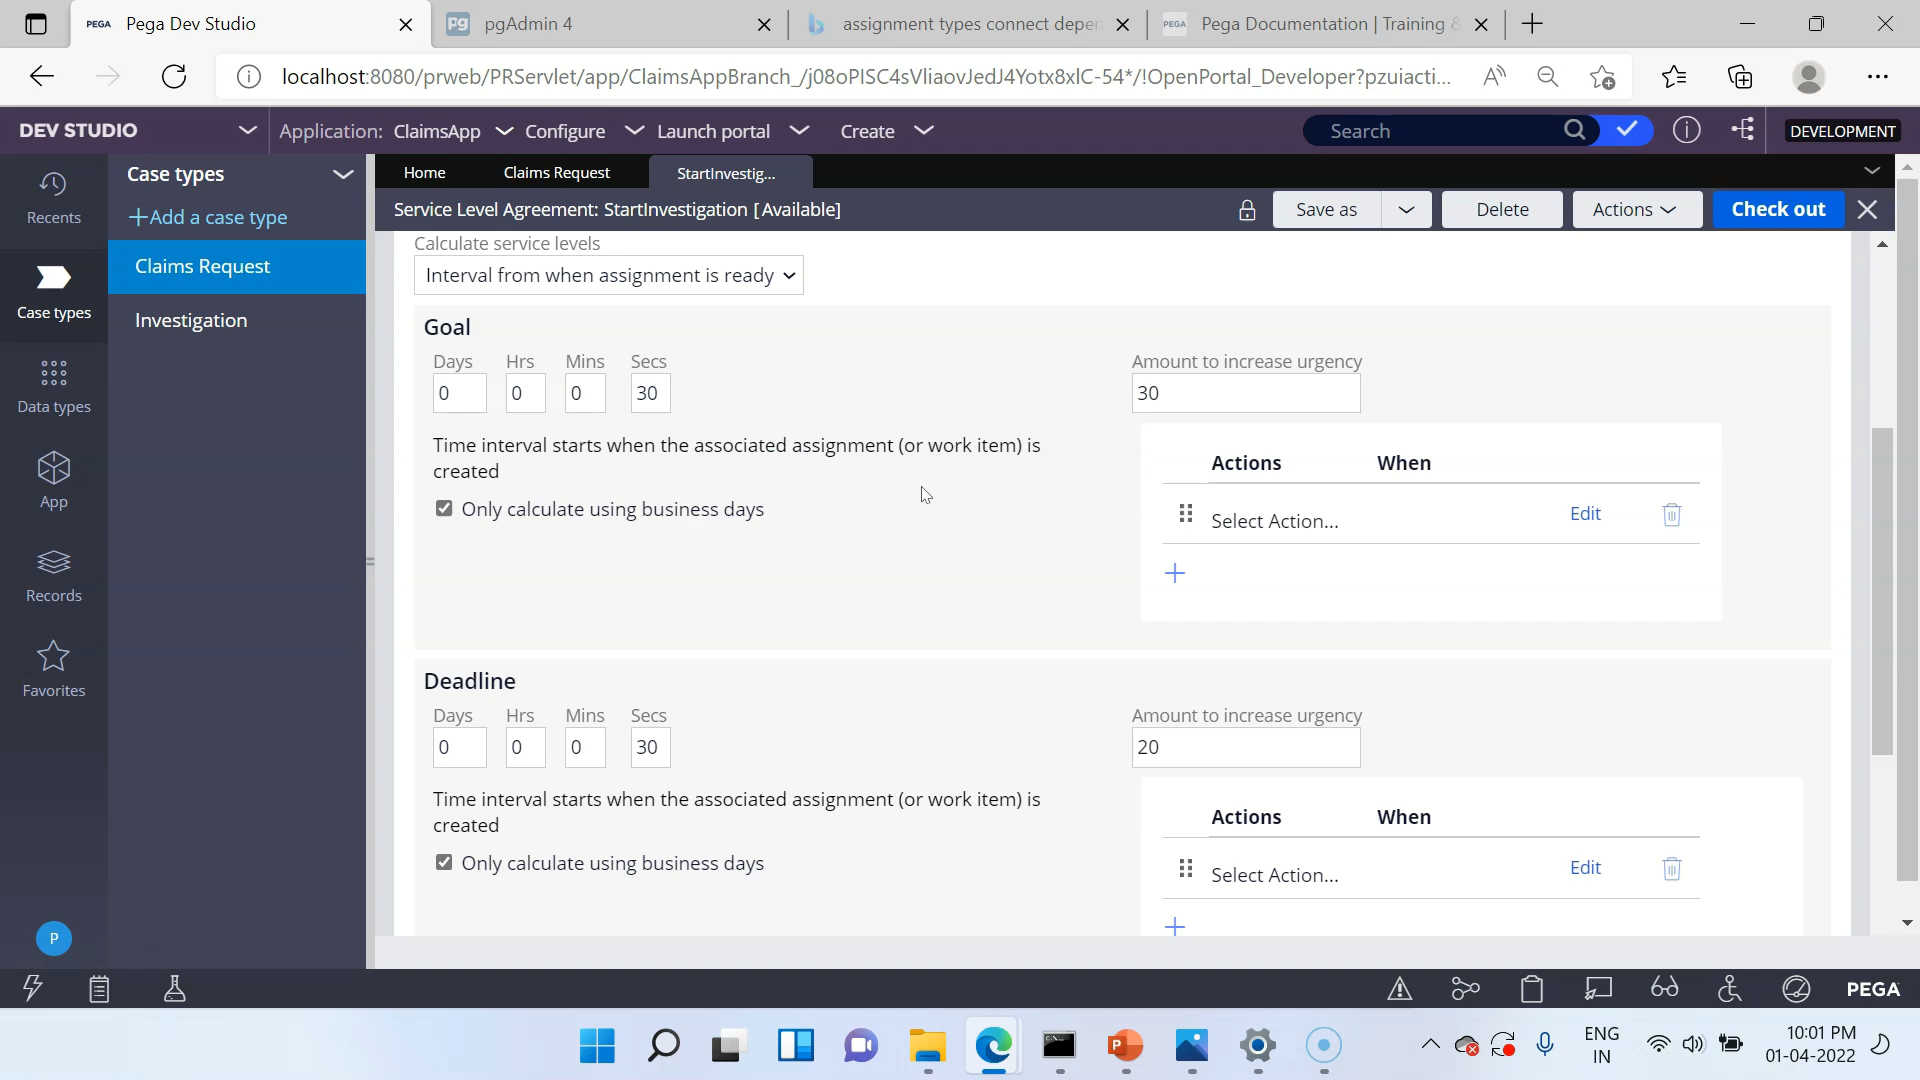 PEGA Pega Dev Studio
pgAdmin 4
assignment types connect depen
PEGA Pega Documentation | Training &
localhost:8080/prweb/PRServlet/app/ClaimsAppBranch_/j08oPISC4sVliaovJedJ4Yotx8xlC-54*/!OpenPortal_Developer?pzuiacti...
DEV STUDIO
Application: ClaimsApp
Configure
Launch portal
Create
Search
DEVELOPMENT
Recents
Case types
Data types
App
Records
Favorites
P
Case types
+Add a case type
Claims Request
Investigation
Home
Claims Request
StartInvestig...
Service Level Agreement: StartInvestigation [Available]
Save as
Delete
Actions
Check out
Calculate service levels
Interval from when assignment is ready
Goal
Days Hrs Mins Secs
0 0 0 30
Time interval starts when the associated assignment (or work item) is
created
Only calculate using business days
Amount to increase urgency
30
Actions When
Select Action... Edit
Deadline
Days Hrs Mins Secs
0 0 0 30
Time interval starts when the associated assignment (or work item) is
created
Only calculate using business days
Amount to increase urgency
20
Actions When
Select Action... Edit
PEGA
ENG
IN
10:01 PM
01-04-2022